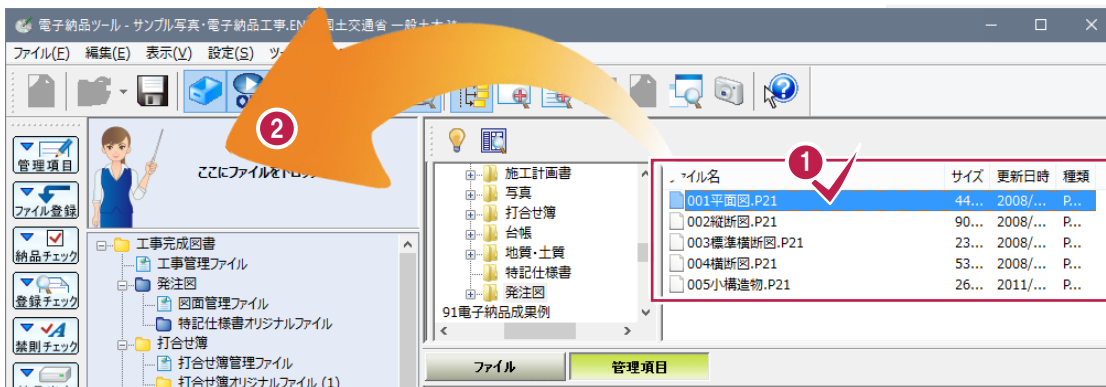 電子納品ツール - サンプル写真・電子納品工事.EN
国土交通省 一般土木
ファイル(F) 編集(E) 表示(V) 設定(S)
2
ここにファイルをドロッ
管理項目
ファイル登録
納品チェック
登録チェック
禁則チェック
工事完成図書
工事管理ファイル
発注図
図面管理ファイル
特記仕様書オリジナルファイル
打合せ簿
打合せ簿管理ファイル
打合せ簿オリジナルファイル (1)
施工計画書
写真
打合せ簿
台帳
地質・土質
特記仕様書
発注図
91電子納品成果例
1
イル名 サイズ 更新日時 種類
001平面図.P21 44... 2008/... P...
002縦断図.P21 90... 2008/... P...
003標準横断図.P21 23... 2008/... P...
004横断図.P21 53... 2008/... P...
005小構造物.P21 26... 2011/... P...
ファイル 管理項目